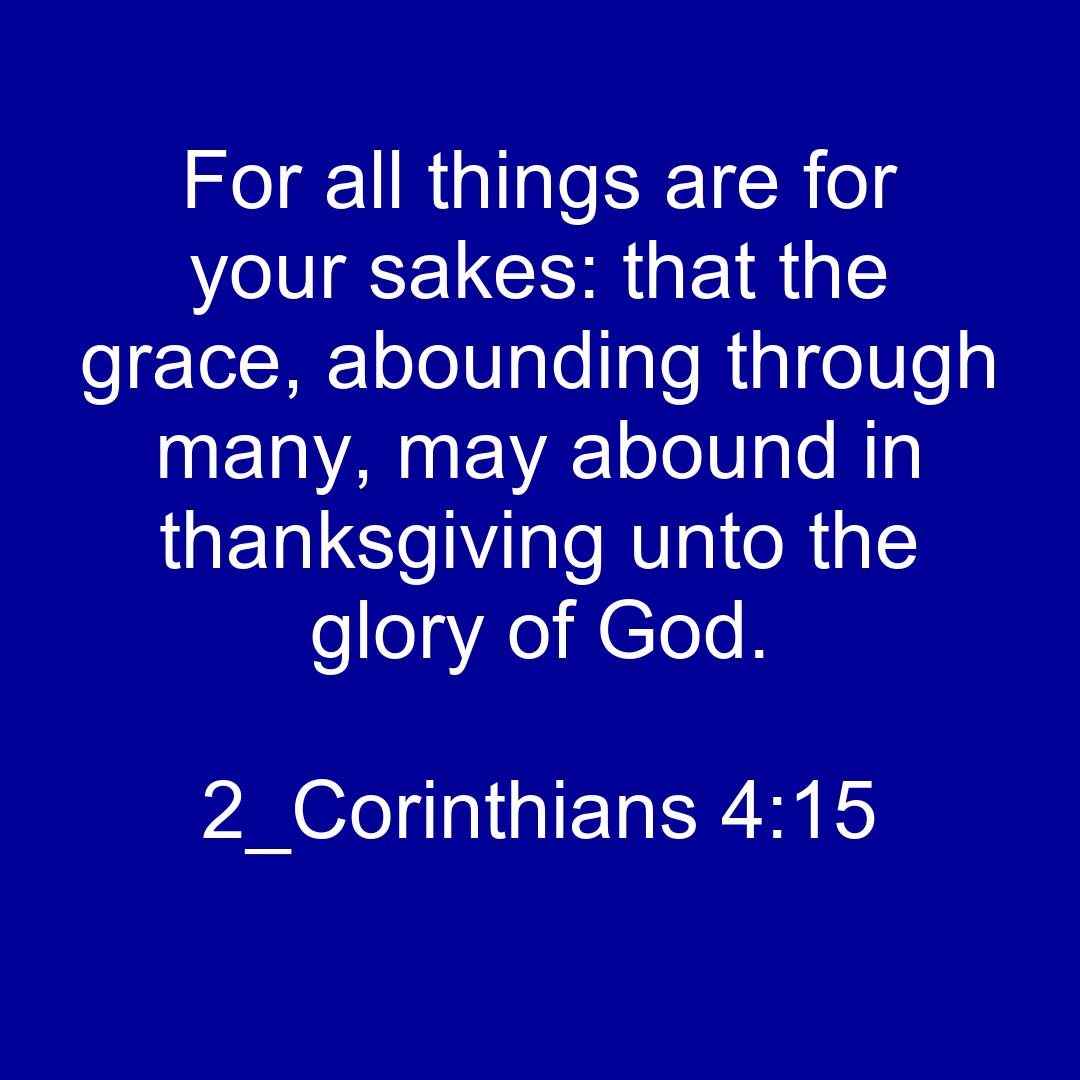 For all things are for
your sakes: that the
grace, abounding through
many, may abound in
thanksgiving unto the
glory of God.
2_Corinthians 4:15